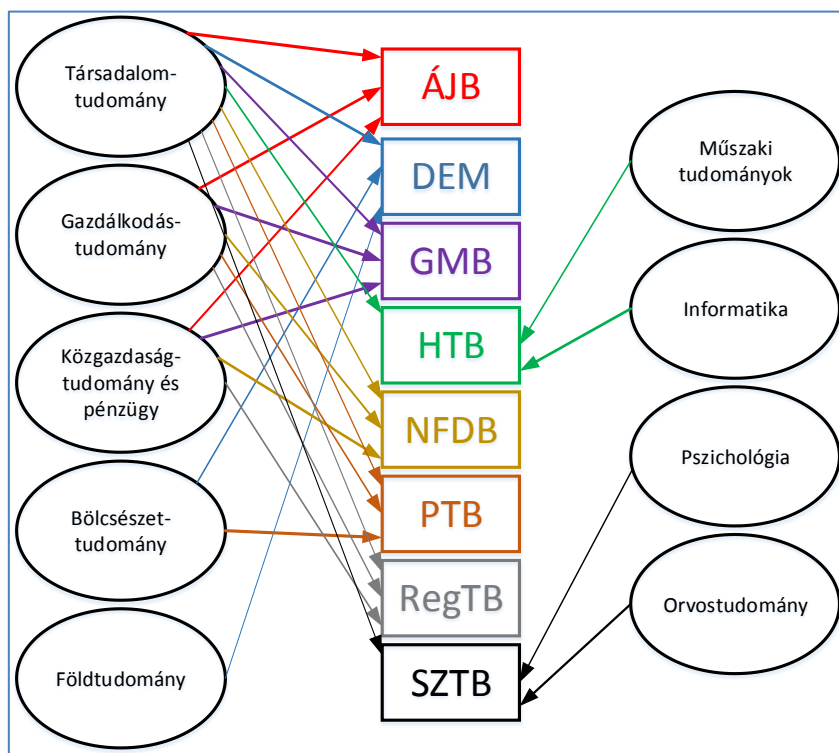 Társadalom-
tudomány
Gazdálkodás-
tudomány
Közgazdaság-
tudomány és
pénzügy
Bölcsészet-
tudomány
Földtudomány
ÁJB
DEM
GMB
HTB
NFDB
PTB
RegTB
SZTB
Műszaki
tudományok
Informatika
Pszichológia
Orvostudomány